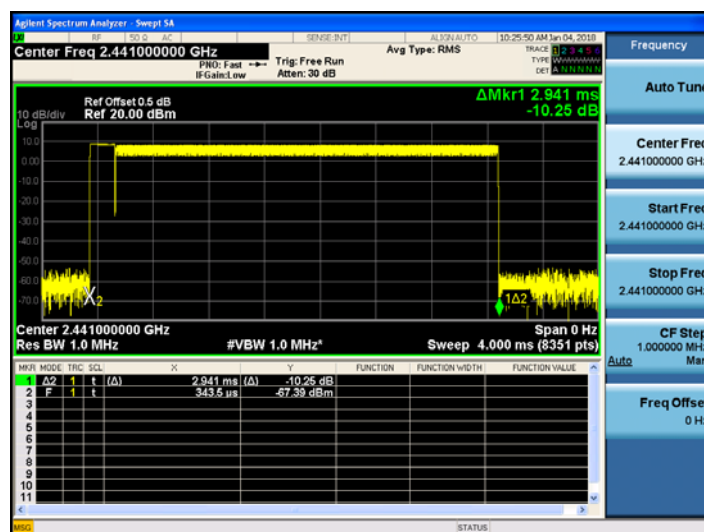 Agilent Spectrum Analyzer - Swept SA
LXI RF 50 Ω AC SENSE:INT ALIGNAUTO 10:25:50 AM Jan 04, 2018
Center Freq 2.441000000 GHz Avg Type: RMS TRACE 1 2 3 4 5 6
PNO: Fast Trig: Free Run TYPE WWWWWW
IFGain:Low Atten: 30 dB DET A N N N N N
Ref Offset 0.5 dB ΔMkr1 2.941 ms
10 dB/div Ref 20.00 dBm -10.25 dB
Log
10.0
0.00
-10.0
-20.0
-30.0
-40.0
-50.0
-60.0
-70.0
X2
1Δ2
Center 2.441000000 GHz Span 0 Hz
Res BW 1.0 MHz #VBW 1.0 MHz* Sweep 4.000 ms (8351 pts)
MKR MODE TRC SCL X Y FUNCTION FUNCTION WIDTH FUNCTION VALUE
1 Δ2 1 t (Δ) 2.941 ms (Δ) -10.25 dB
2 F 1 t 343.5 µs -67.39 dBm
3
4
5
6
7
8
9
10
11
MSG STATUS
Frequency
Auto Tune
Center Freq
2.441000000 GHz
Start Freq
2.441000000 GHz
Stop Freq
2.441000000 GHz
CF Step
1.000000 MHz
Auto Man
Freq Offset
0 Hz